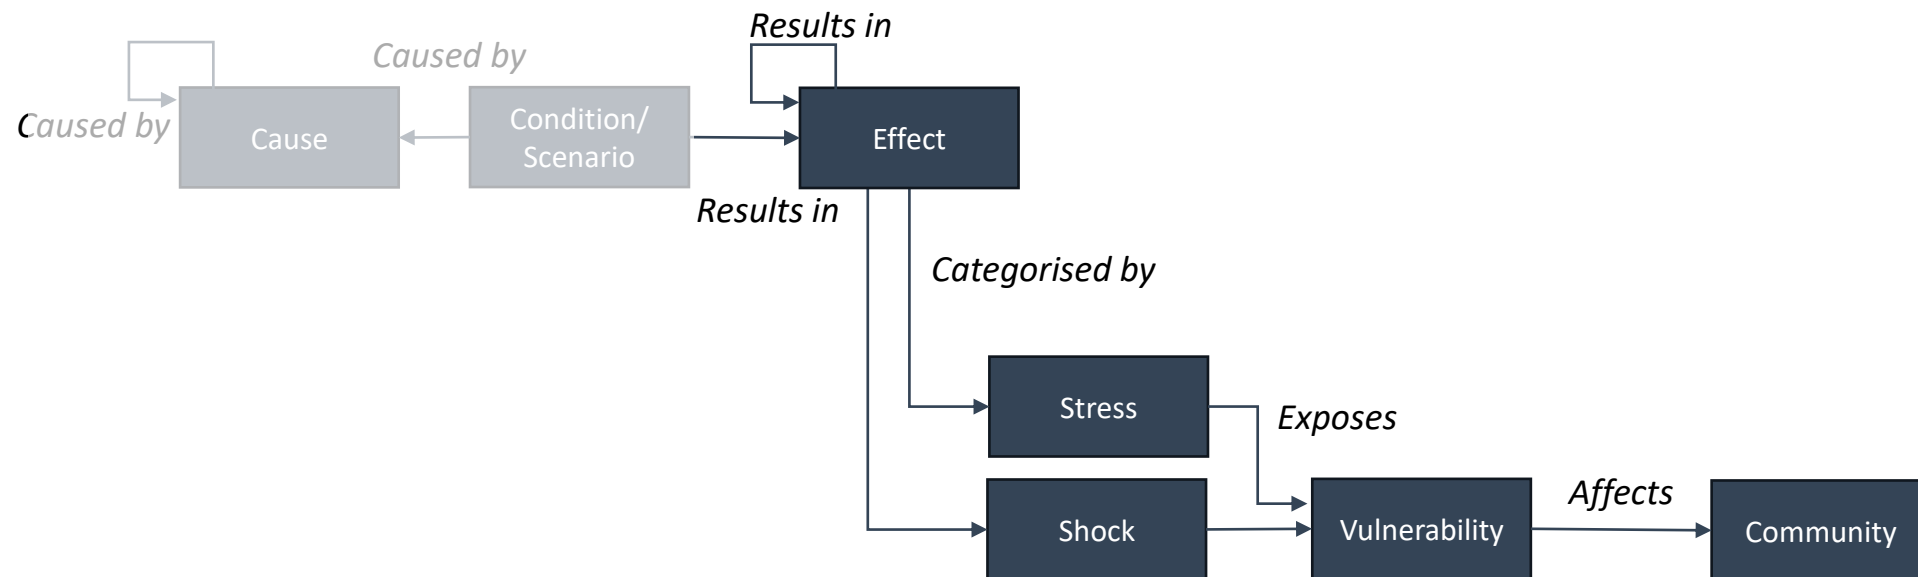 Results in
Caused by
Caused by
Cause
Condition/
Scenario
Effect
Results in
Categorised by
Stress
Exposes
Affects
Shock
Vulnerability
Community